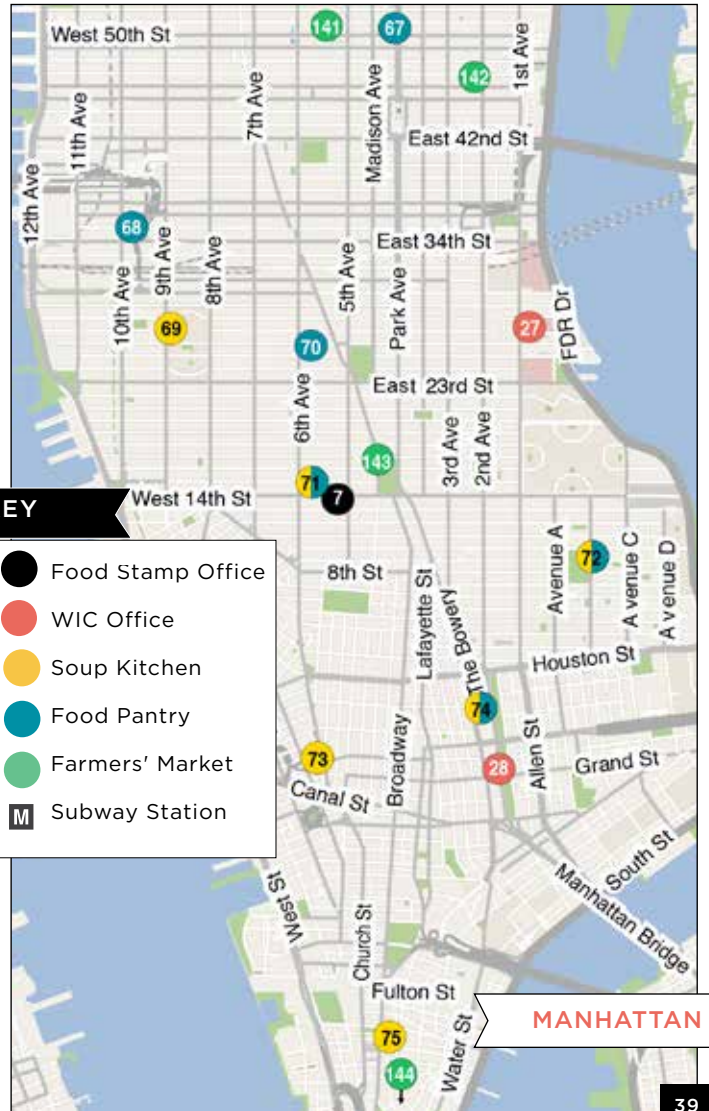 141
67
West 50th St
142
1st Ave
7th Ave
Madison Ave
11th Ave
East 42nd St
12th Ave
68
East 34th St
9th Ave
8th Ave
10th Ave
5th Ave
Park Ave
69
70
27
FDR Dr
East 23rd St
6th Ave
3rd Ave
2nd Ave
143
71
7
West 14th St
EY
Food Stamp Office
WIC Office
Soup Kitchen
Food Pantry
Farmers' Market
M Subway Station
8th St
72
Avenue A
A venue C
A venue D
Lafayette St
The Bowery
Houston St
74
73
Broadway
28
Allen St
Grand St
Canal St
South St
Manhattan Bridge
West St
Church St
Fulton St
Water St
75
144
MANHATTAN
39